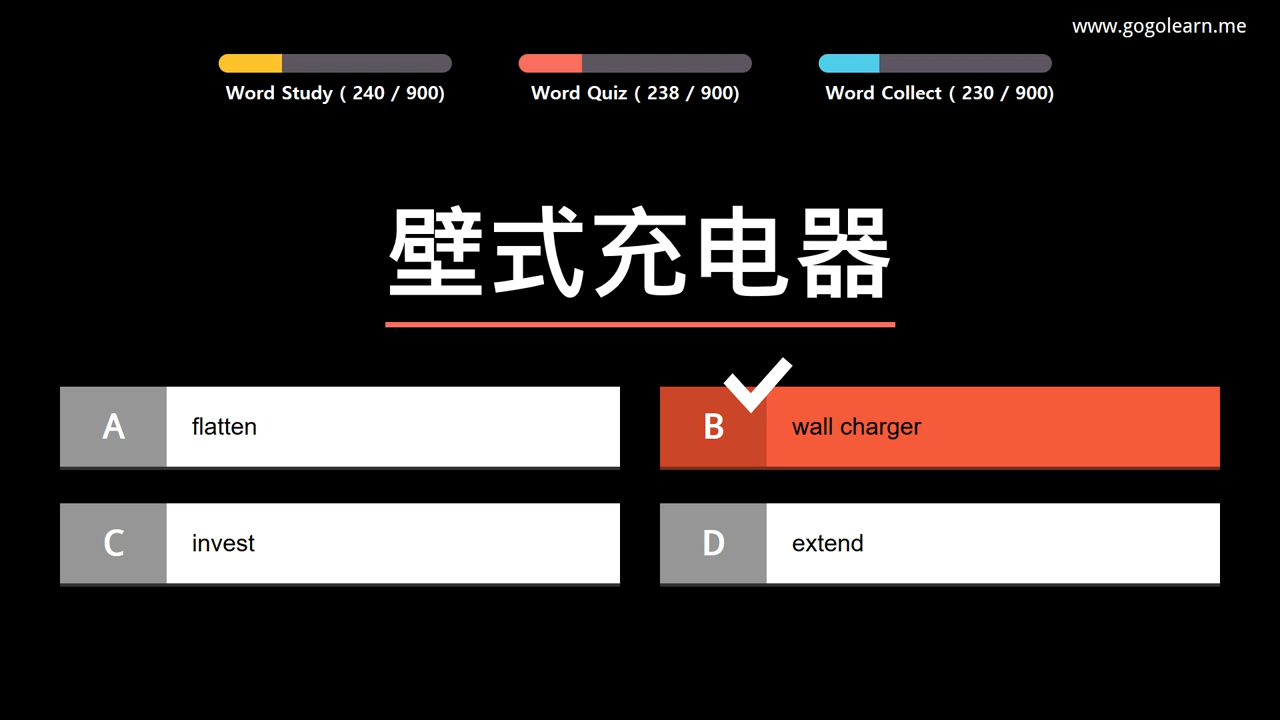 www.gogolearn.me
Word Study ( 240 / 900)
Word Quiz ( 238 / 900)
Word Collect ( 230 / 900)
壁式充电器
A flatten
B wall charger
C invest
D extend